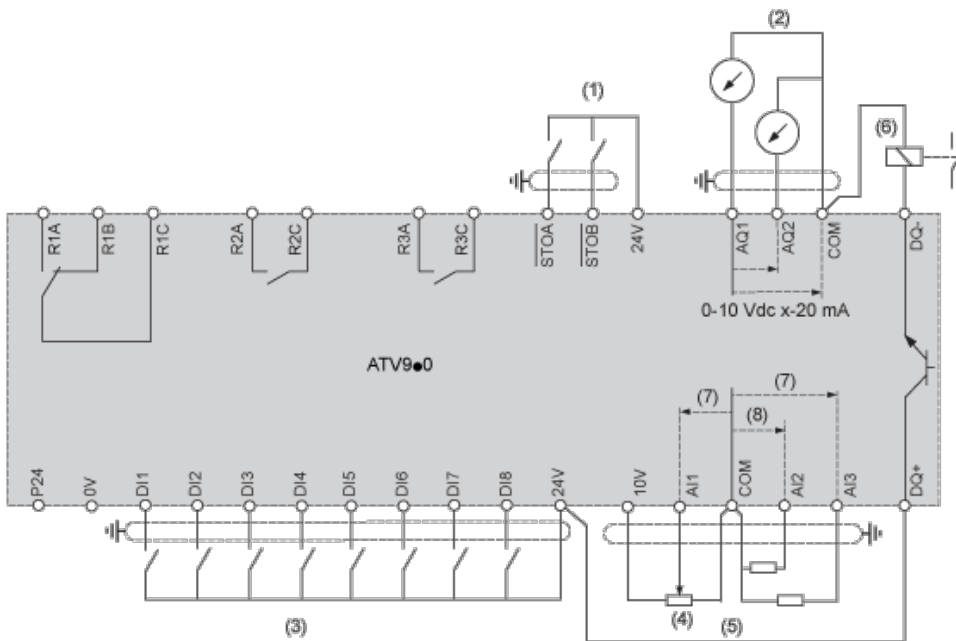 (2)
(1)
(6)
R1A
R1B
R1C
R2A
R2C
R3A
R3C
STOA
STOB
24V
AQ1
AQ2
COM
DQ-
0-10 Vdc x-20 mA
ATV9●0
(7)
(7)
(8)
P24
0V
DI1
DI2
DI3
DI4
DI5
DI6
DI7
DI8
24V
10V
AI1
COM
AI2
AI3
DQ+
(3)
(4)
(5)